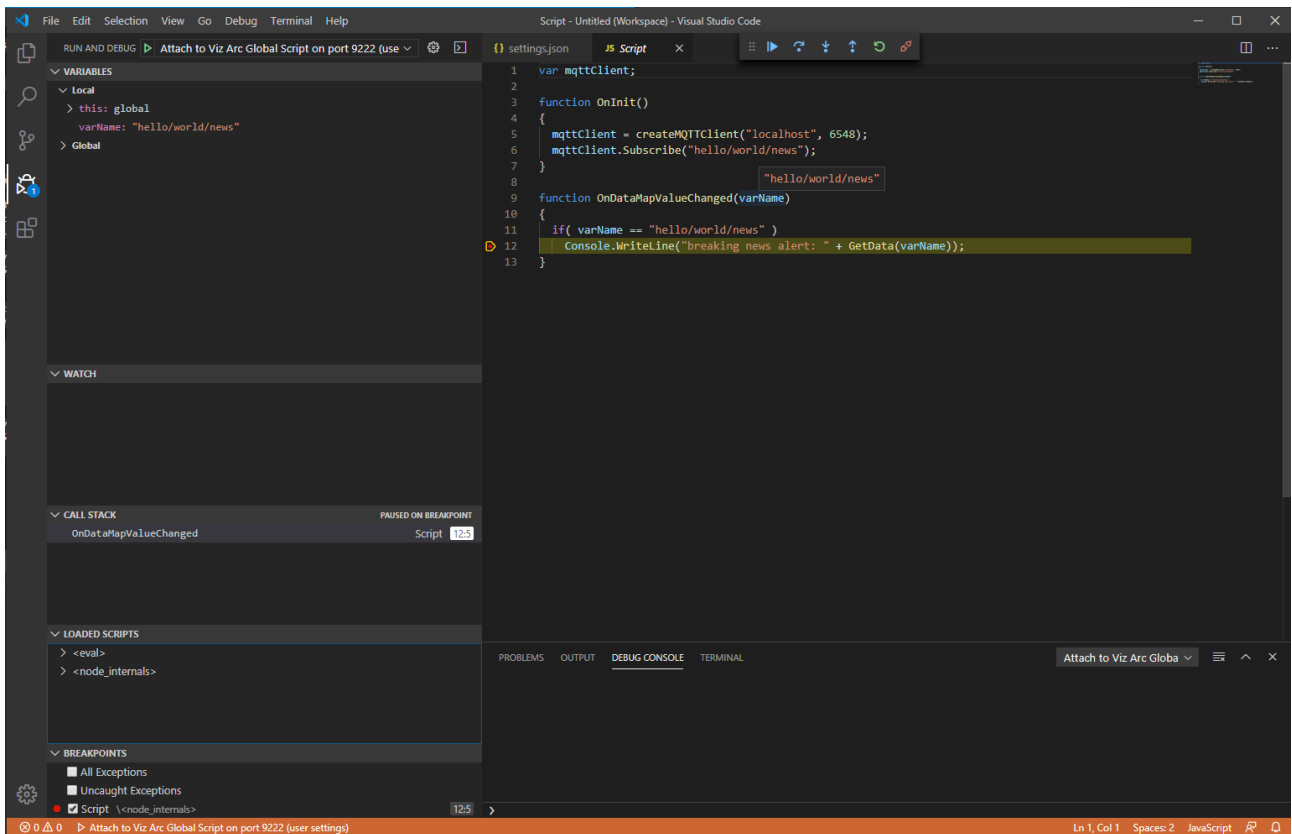 File Edit Selection View Go Debug Terminal Help
Script - Untitled (Workspace) - Visual Studio Code
RUN AND DEBUG Attach to Viz Arc Global Script on port 9222 (use
VARIABLES
Local
this: global
varName: "hello/world/news"
Global
WATCH
CALL STACK PAUSED ON BREAKPOINT
OnDataMapValueChanged Script 12:5
LOADED SCRIPTS
<eval>
<node_internals>
BREAKPOINTS
All Exceptions
Uncaught Exceptions
Script \<node_internals> 12:5
{} settings.json JS Script
1 var mqttClient;
2
3 function OnInit()
4 {
5 mqttClient = createMQTTClient("localhost", 6548);
6 mqttClient.Subscribe("hello/world/news");
7 }
"hello/world/news"
8
9 function OnDataMapValueChanged(varName)
10 {
11 if( varName == "hello/world/news" )
12 Console.WriteLine("breaking news alert: " + GetData(varName));
13 }
PROBLEMS OUTPUT DEBUG CONSOLE TERMINAL Attach to Viz Arc Globa
1
0 0 Attach to Viz Arc Global Script on port 9222 (user settings) Ln 1, Col 1 Spaces: 2 JavaScript